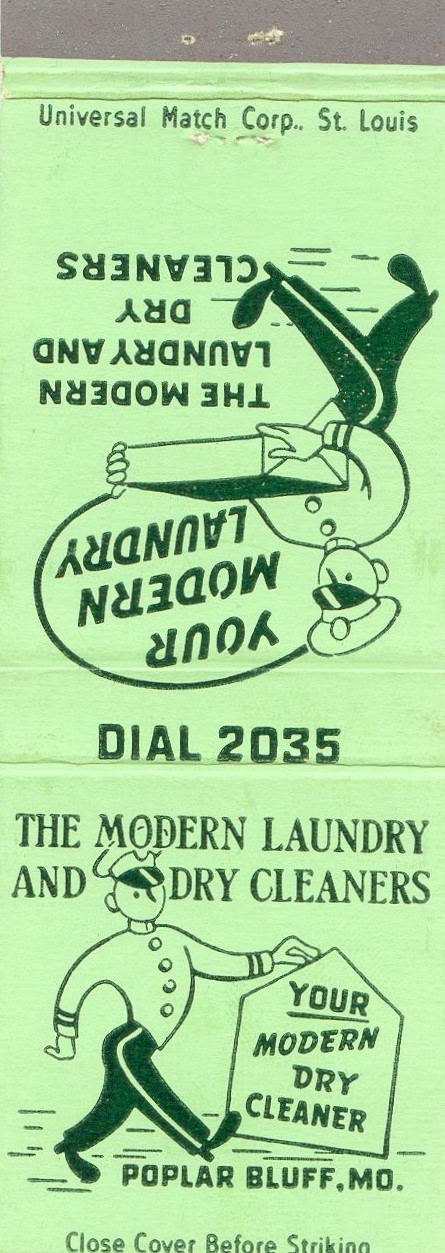 Universal Match Corp., St. Louis
THE MODERN
LAUNDRY AND
DRY
CLEANERS
YOUR
MODERN
LAUNDRY
DIAL 2035
THE MODERN LAUNDRY
AND DRY CLEANERS
YOUR
MODERN
DRY
CLEANER
POPLAR BLUFF, MO.
Close Cover Before Striking